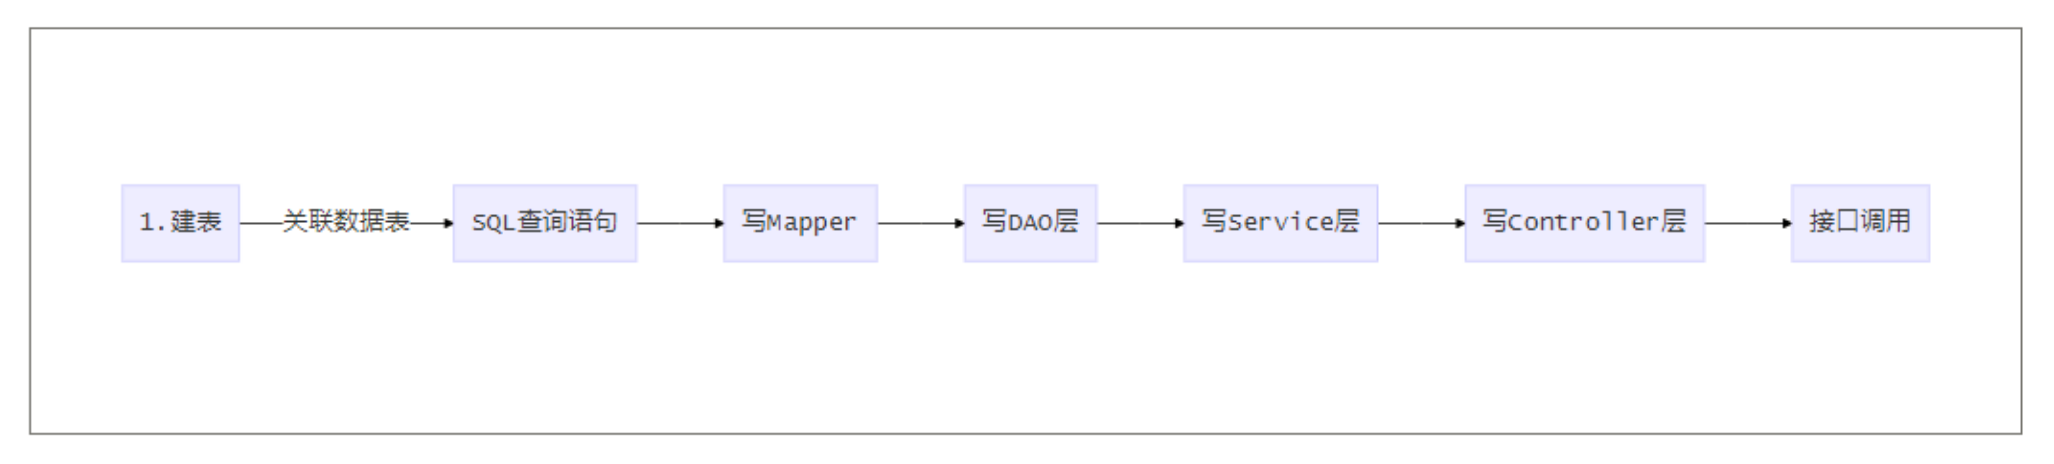 1.建表
关联数据表
SQL查询语句
写Mapper
写DAO层
写Service层
写Controller层
接口调用